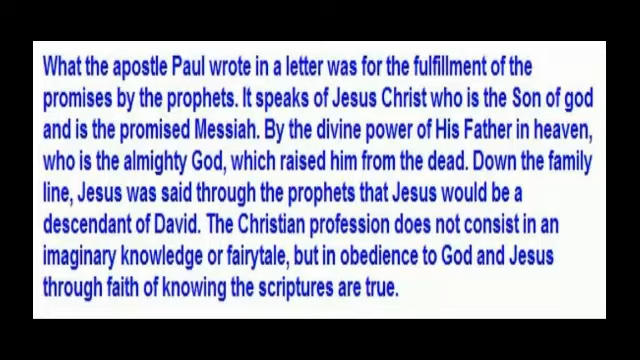 What the apostle Paul wrote in a letter was for the fulfillment of the
promises by the prophets. It speaks of Jesus Christ who is the Son of god
and is the promised Messiah. By the divine power of His Father in heaven,
who is the almighty God, which raised him from the dead. Down the family
line, Jesus was said through the prophets that Jesus would be a
descendant of David. The Christian profession does not consist in an
imaginary knowledge or fairytale, but in obedience to God and Jesus
through faith of knowing the scriptures are true.